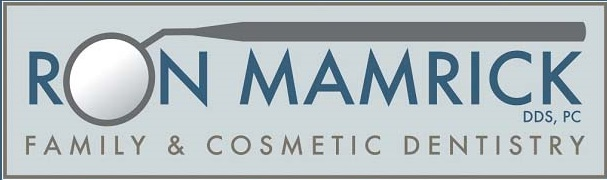 RON MAMRICK
DDS, PC
FAMILY & COSMETIC DENTISTRY